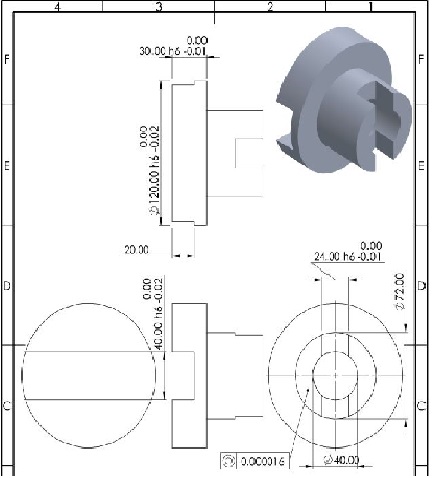 4 3 2 1
F F
0.00
30.00 h6 -0.01
E E
0.00
⌀120.00 h6 -0.02
20.00
D D
0.00
24.00 h6 -0.01
⌀72.00
0.00
40.00 h6 -0.02
C C
0.000016
⌀40.00